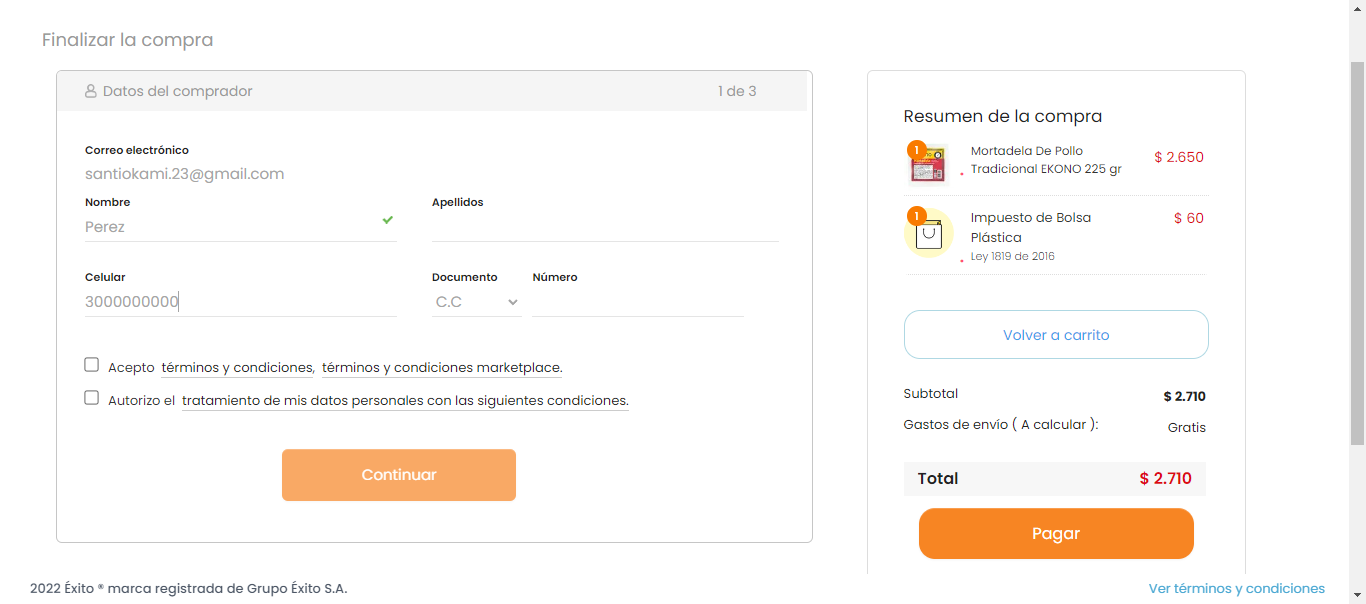 Finalizar la compra
Datos del comprador 1 de 3
Correo electrónico
santiokami.23@gmail.com
Nombre Apellidos
Perez
Celular Documento Número
3000000000 C.C
Acepto términos y condiciones, términos y condiciones marketplace.
Autorizo el tratamiento de mis datos personales con las siguientes condiciones.
Continuar
Resumen de la compra
1 Mortadela De Pollo $ 2.650
Tradicional EKONO 225 gr
1 Impuesto de Bolsa $ 60
Plástica
Ley 1819 de 2016
Volver a carrito
Subtotal $ 2.710
Gastos de envío ( A calcular ): Gratis
Total $ 2.710
Pagar
2022 Éxito ® marca registrada de Grupo Éxito S.A. Ver términos y condiciones